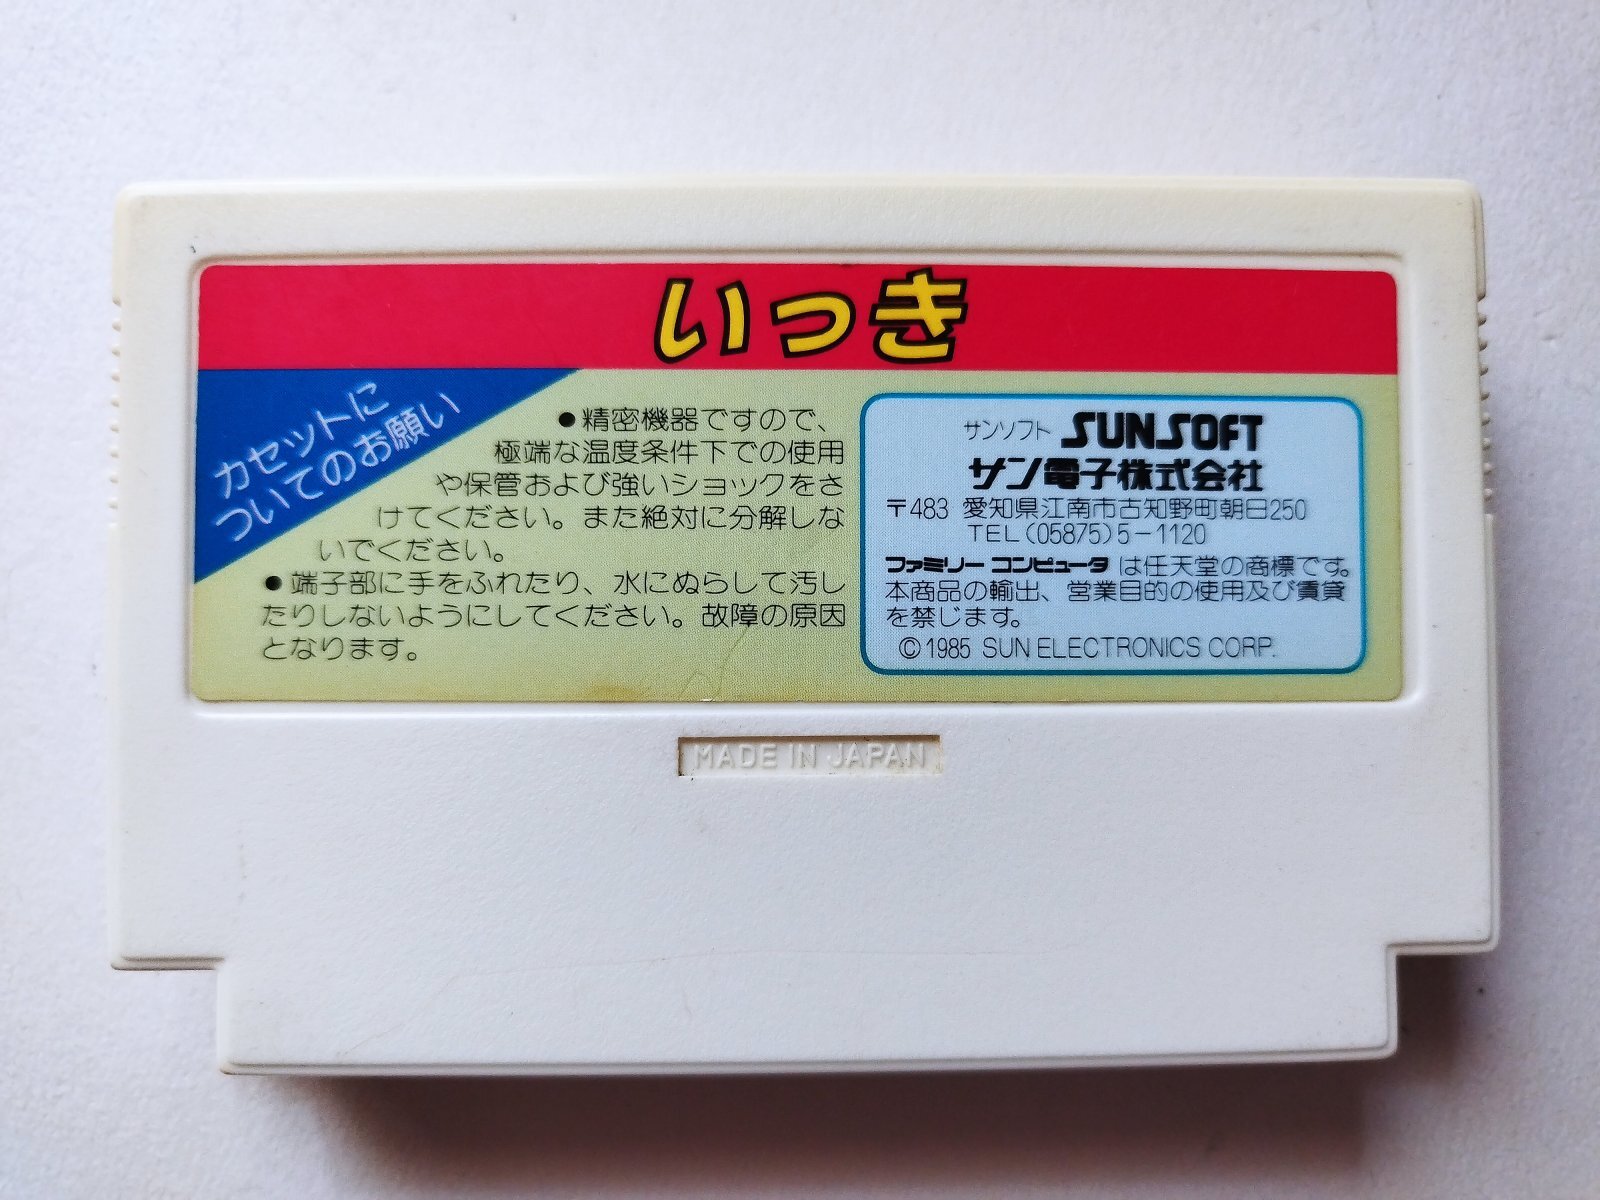 いっき
カセットに
ついてのお願い
●精密機器ですので、
極端な温度条件下での使用
や保管および強いショックをさ
けてください。また絶対に分解しな
いでください。
●端子部に手をふれたり、水にぬらして汚し
たりしないようにしてください。故障の原因
となります。
サンソフト SUNSOFT
サン電子株式会社
〒483 愛知県江南市古知野町朝日250
TEL(05875)5-1120
ファミリー コンピュータ は任天堂の商標です。
本商品の輸出、営業目的の使用及び賃貸
を禁じます。
©1985 SUN ELECTRONICS CORP.
MADE IN JAPAN